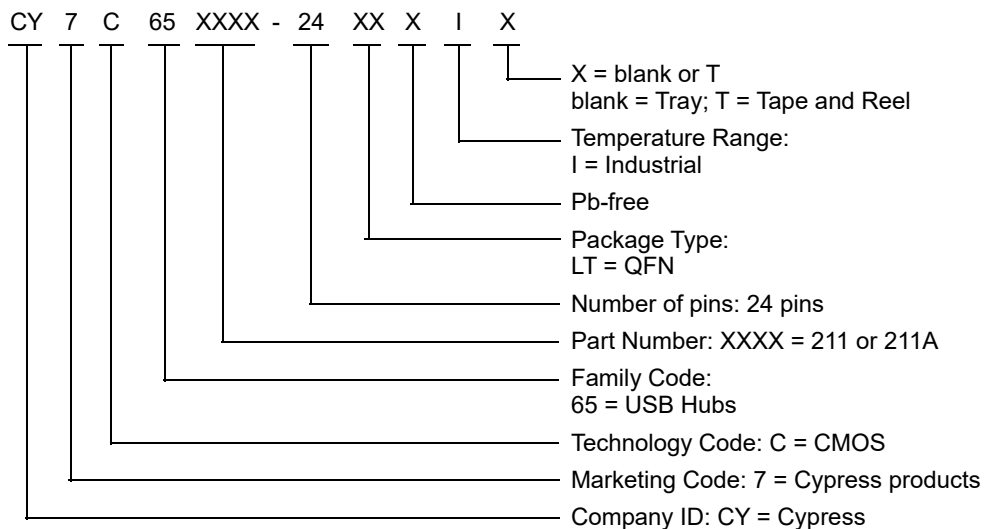 CY 7 C 65 XXXX - 24 XX X I X
X = blank or T
blank = Tray; T = Tape and Reel
Temperature Range:
I = Industrial
Pb-free
Package Type:
LT = QFN
Number of pins: 24 pins
Part Number: XXXX = 211 or 211A
Family Code:
65 = USB Hubs
Technology Code: C = CMOS
Marketing Code: 7 = Cypress products
Company ID: CY = Cypress